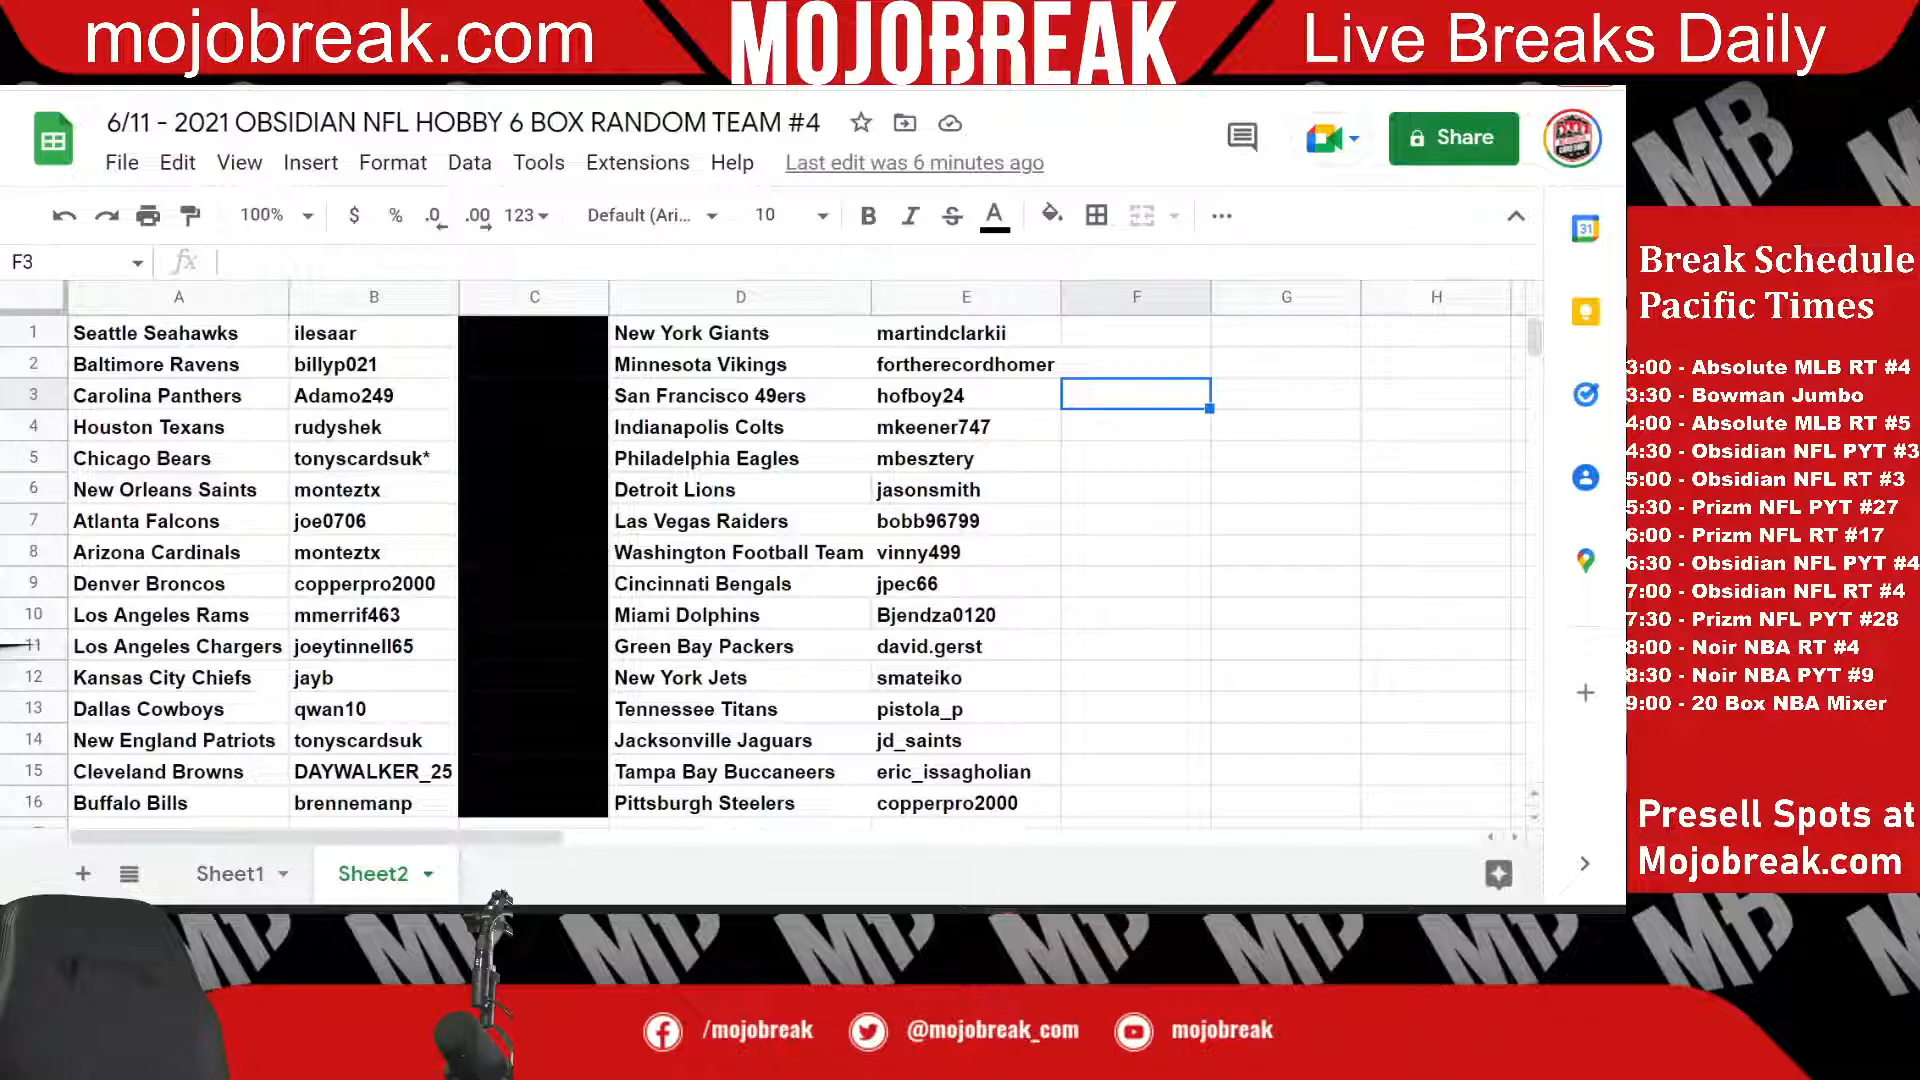 mojobreak.com
MOJOBREAK
Live Breaks Daily
6/11 - 2021 OBSIDIAN NFL HOBBY 6 BOX RANDOM TEAM #4
Share
File Edit View Insert Format Data Tools Extensions Help Last edit was 6 minutes ago
100% $ % .0 .00 123 Default (Ari... 10 B I S A ...
31
F3 fx
A B C D E F G H
1 Seattle Seahawks ilesaar New York Giants martindclarkii
2 Baltimore Ravens billyp021 Minnesota Vikings fortherecordhomer
3 Carolina Panthers Adamo249 San Francisco 49ers hofboy24
4 Houston Texans rudyshek Indianapolis Colts mkeener747
5 Chicago Bears tonyscardsuk* Philadelphia Eagles mbesztery
6 New Orleans Saints monteztx Detroit Lions jasonsmith
7 Atlanta Falcons joe0706 Las Vegas Raiders bobb96799
8 Arizona Cardinals monteztx Washington Football Team vinny499
9 Denver Broncos copperpro2000 Cincinnati Bengals jpec66
10 Los Angeles Rams mmerrif463 Miami Dolphins Bjendza0120
11 Los Angeles Chargers joeytinnell65 Green Bay Packers david.gerst
12 Kansas City Chiefs jayb New York Jets smateiko
13 Dallas Cowboys qwan10 Tennessee Titans pistola_p
14 New England Patriots tonyscardsuk Jacksonville Jaguars jd_saints
15 Cleveland Browns DAYWALKER_25 Tampa Bay Buccaneers eric_issagholian
16 Buffalo Bills brennemanp Pittsburgh Steelers copperpro2000
+ Sheet1 Sheet2
Break Schedule
Pacific Times
3:00 - Absolute MLB RT #4
3:30 - Bowman Jumbo
4:00 - Absolute MLB RT #5
4:30 - Obsidian NFL PYT #3
5:00 - Obsidian NFL RT #3
5:30 - Prizm NFL PYT #27
6:00 - Prizm NFL RT #17
6:30 - Obsidian NFL PYT #4
7:00 - Obsidian NFL RT #4
7:30 - Prizm NFL PYT #28
8:00 - Noir NBA RT #4
8:30 - Noir NBA PYT #9
9:00 - 20 Box NBA Mixer
Presell Spots at
Mojobreak.com
MB MB MB MB MB MB MB
/mojobreak @mojobreak_com mojobreak